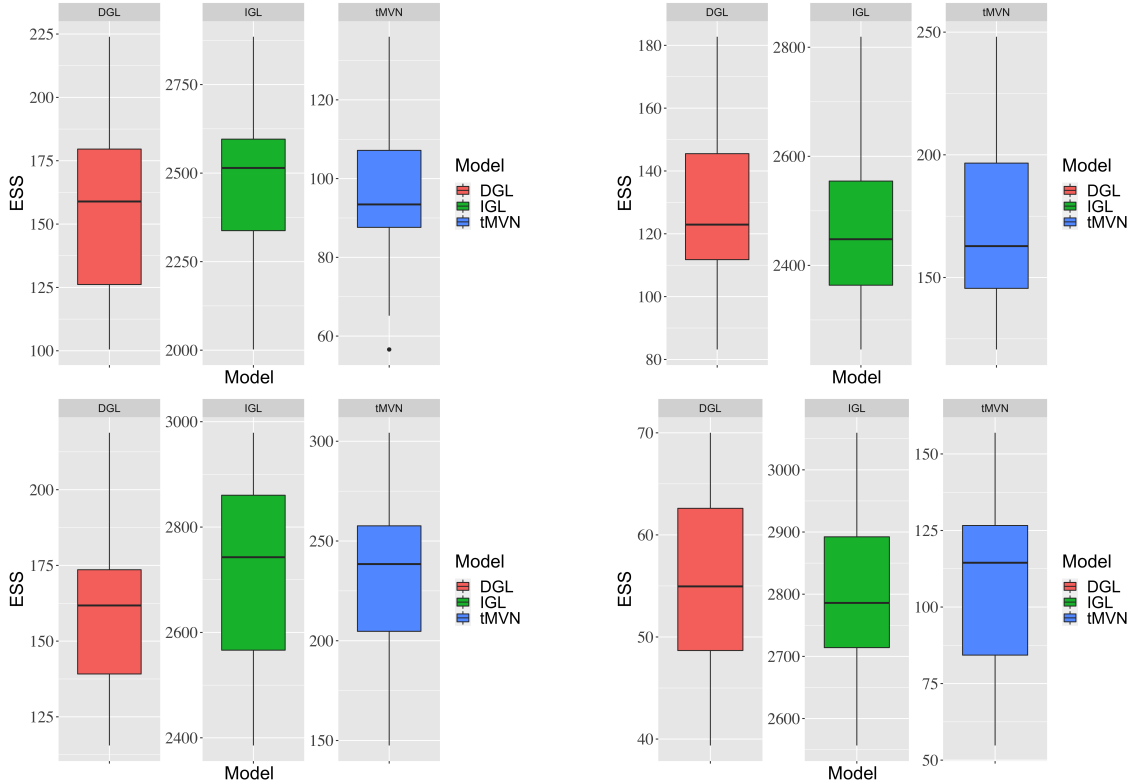 DGL IGL tMVN
225
200
175
150
125
100
2750
2500
2250
2000
120
100
80
60
ESS
Model
Model
DGL
IGL
tMVN
DGL IGL tMVN
180
160
140
120
100
80
2800
2600
2400
250
200
150
ESS
Model
Model
DGL
IGL
tMVN
DGL IGL tMVN
200
175
150
125
3000
2800
2600
2400
300
250
200
150
ESS
Model
Model
DGL
IGL
tMVN
DGL IGL tMVN
70
60
50
40
3000
2900
2800
2700
2600
150
125
100
75
50
ESS
Model
Model
DGL
IGL
tMVN